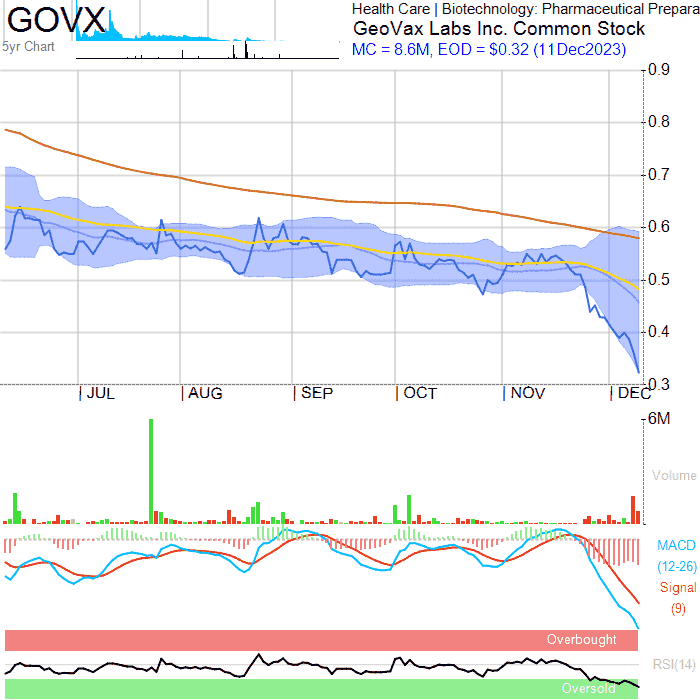 GOVX
5yr Chart
Health Care | Biotechnology: Pharmaceutical Prepara
GeoVax Labs Inc. Common Stock
MC = 8.6M, EOD = $0.32 (11Dec2023)
0.9
0.8
0.7
0.6
0.5
0.4
0.3
| JUL
| AUG
| SEP
| OCT
| NOV
| DEC
6M
Volume
MACD
(12-26)
Signal
(9)
Overbought
RSI(14)
Oversold